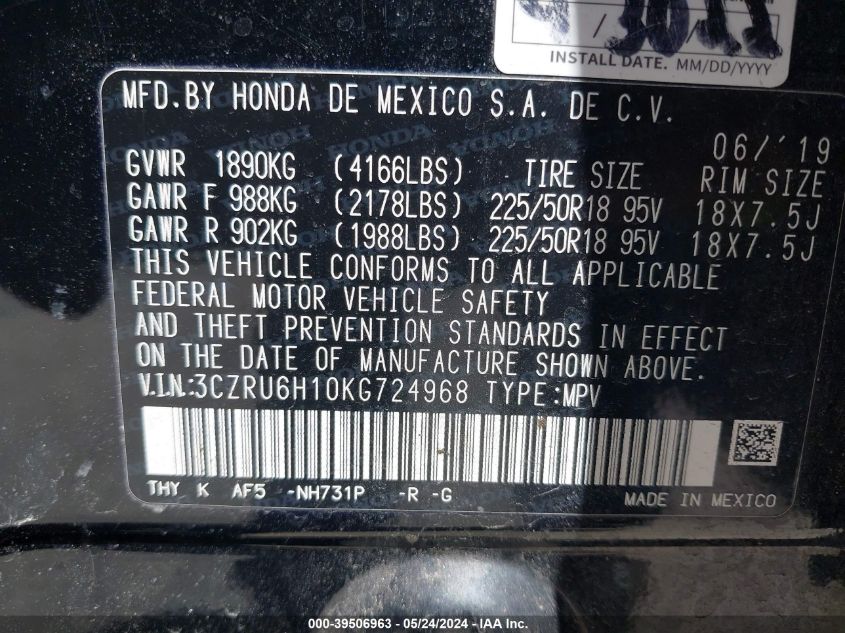 INSTALL DATE. MM/DD/YYYY
MFD.BY HONDA DE MEXICO S.A. DE C.V.
06/'19
GVWR 1890KG (4166LBS) TIRE SIZE RIM SIZE
GAWR F 988KG (2178LBS) 225/50R18 95V 18X7.5J
GAWR R 902KG (1988LBS) 225/50R18 95V 18X7.5J
THIS VEHICLE CONFORMS TO ALL APPLICABLE
FEDERAL MOTOR VEHICLE SAFETY
AND THEFT PREVENTION STANDARDS IN EFFECT
ON THE DATE OF MANUFACTURE SHOWN ABOVE.
V.I.N:3CZRU6H10KG724968 TYPE:MPV
THY K AF5 -NH731P -R -G
MADE IN MEXICO
000-39506963 - 05/24/2024 - IAA Inc.